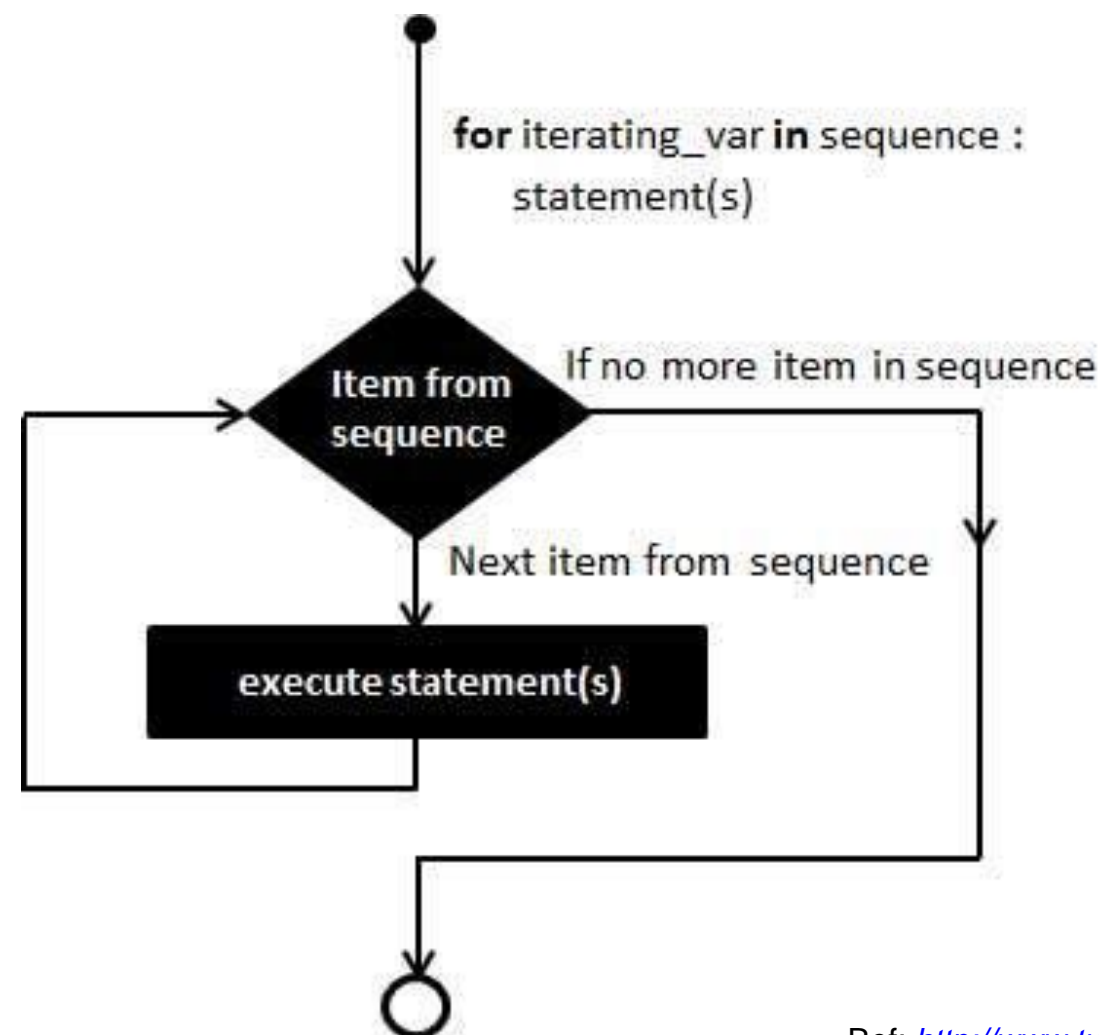 for iterating_var in sequence :
statement(s)
If no more item in sequence
Item from
sequence
Next item from sequence
execute statement(s)